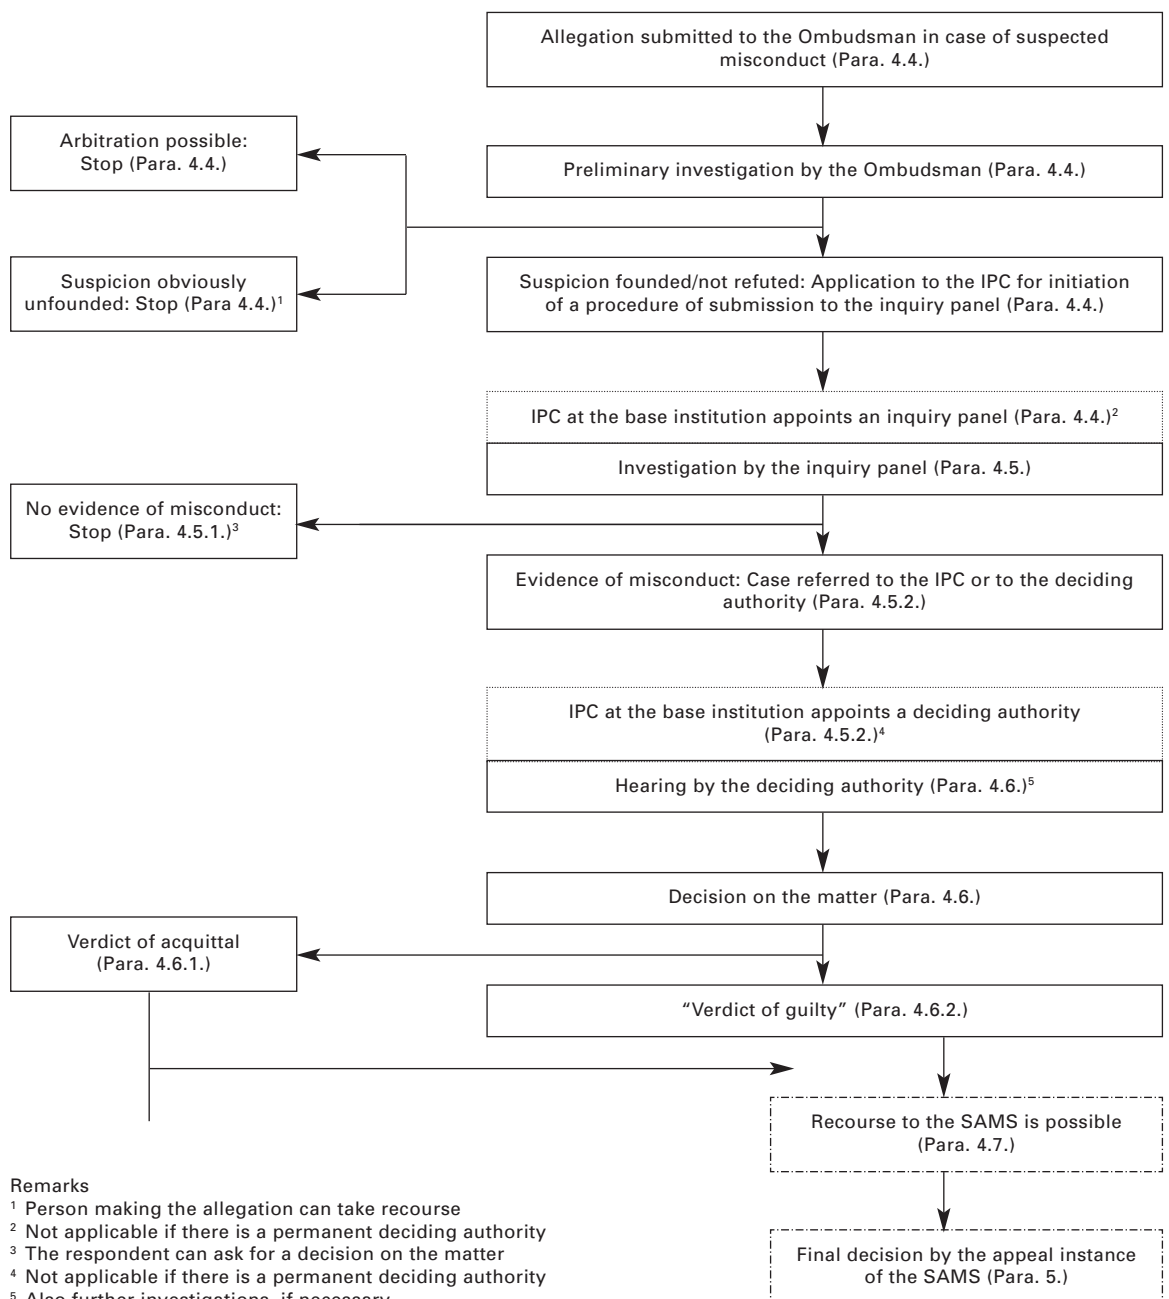 Allegation submitted to the Ombudsman in case of suspected
misconduct (Para. 4.4.)
Arbitration possible:
Stop (Para. 4.4.)
Preliminary investigation by the Ombudsman (Para. 4.4.)
Suspicion obviously
unfounded: Stop (Para 4.4.)¹
Suspicion founded/not refuted: Application to the IPC for initiation
of a procedure of submission to the inquiry panel (Para. 4.4.)
IPC at the base institution appoints an inquiry panel (Para. 4.4.)²
Investigation by the inquiry panel (Para. 4.5.)
No evidence of misconduct:
Stop (Para. 4.5.1.)³
Evidence of misconduct: Case referred to the IPC or to the deciding
authority (Para. 4.5.2.)
IPC at the base institution appoints a deciding authority
(Para. 4.5.2.)⁴
Hearing by the deciding authority (Para. 4.6.)⁵
Decision on the matter (Para. 4.6.)
Verdict of acquittal
(Para. 4.6.1.)
“Verdict of guilty” (Para. 4.6.2.)
Recourse to the SAMS is possible
(Para. 4.7.)
Final decision by the appeal instance
of the SAMS (Para. 5.)
Remarks
¹ Person making the allegation can take recourse
² Not applicable if there is a permanent deciding authority
³ The respondent can ask for a decision on the matter
⁴ Not applicable if there is a permanent deciding authority
⁵ Also further investigations, if necessary